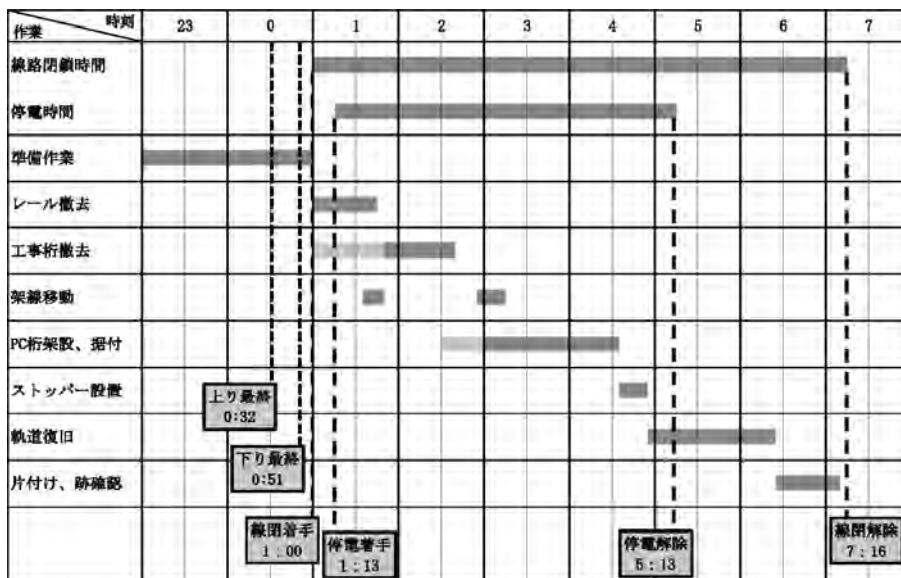 時刻
作業
23 0 1 2 3 4 5 6 7
線路閉鎖時間
停電時間
準備作業
レール撤去
工事桁撤去
架線移動
PC桁架設、据付
ストッパー設置
上り最終
0:32
軌道復旧
下り最終
0:51
片付け、跡確認
線閉着手
1:00
停電着手
1:13
停電解除
5:13
線閉解除
7:16